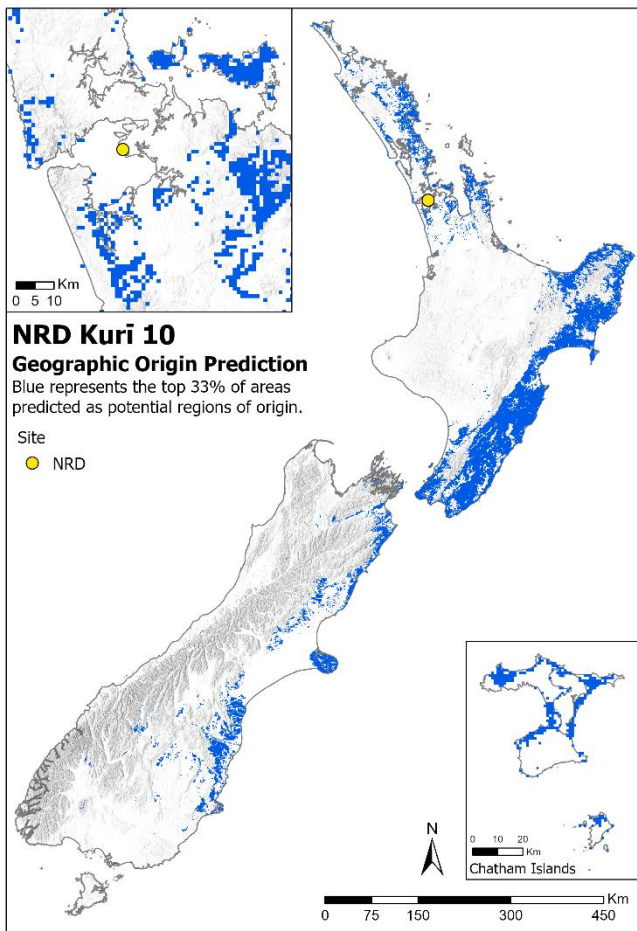 Km
0 5 10
NRD Kurī 10
Geographic Origin Prediction
Blue represents the top 33% of areas
predicted as potential regions of origin.
Site
NRD
N
0 10 20
Km
Chatham Islands
Km
0 75 150 300 450